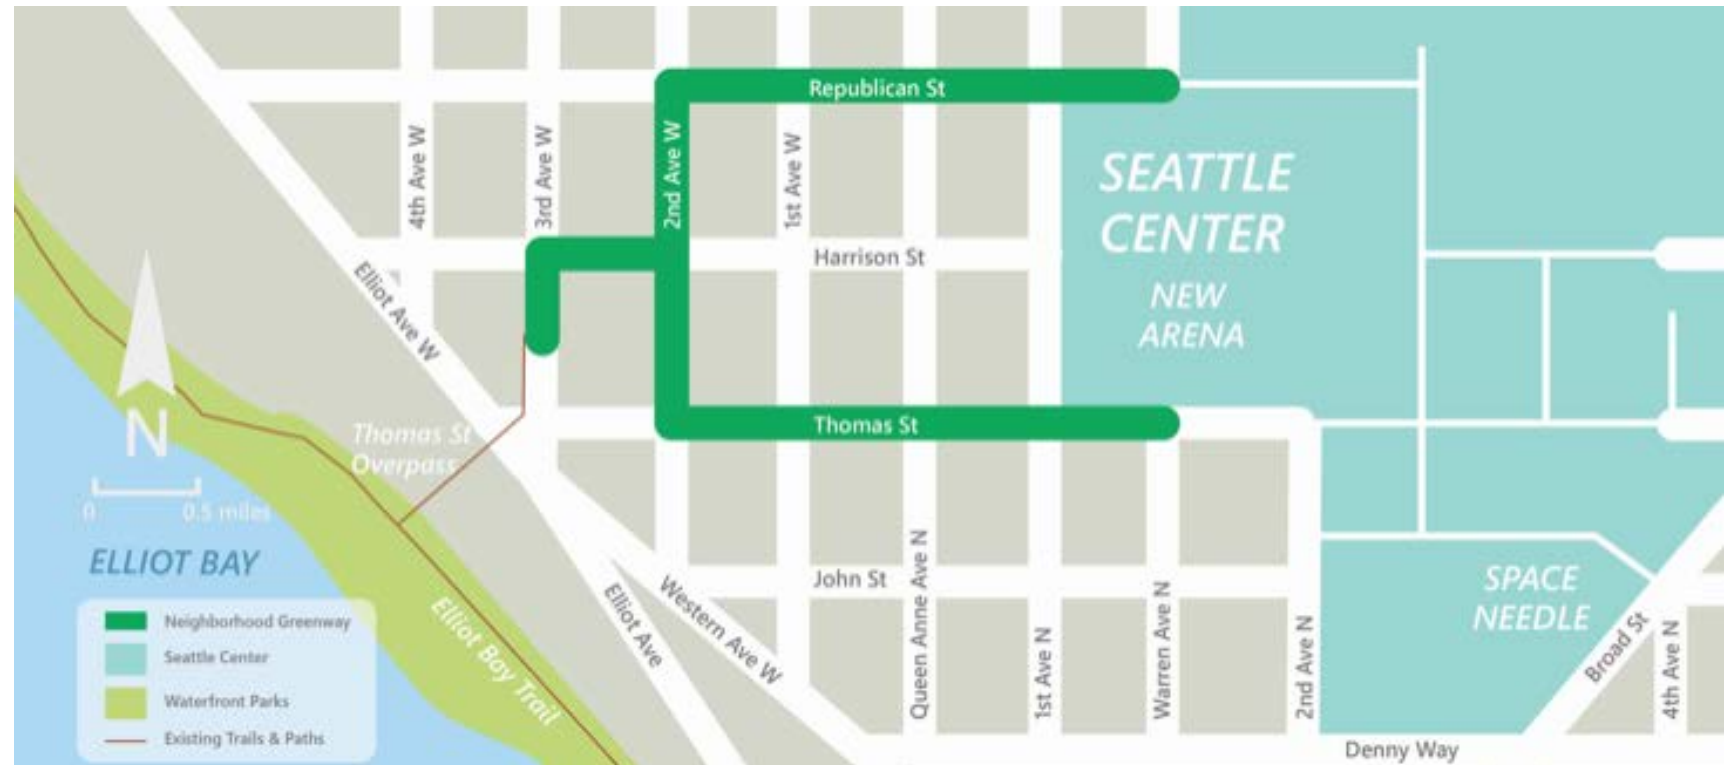 Republican St
4th Ave W
3rd Ave W
2nd Ave W
1st Ave W
SEATTLE
CENTER
NEW
ARENA
Harrison St
Elliot Ave W
Thomas St
Overpass
Thomas St
N
0 0.5 miles
ELLIOT BAY
Neighborhood Greenway
Seattle Center
Waterfront Parks
Existing Trails & Paths
Elliot Bay Trail
Elliot Ave
Western Ave W
John St
Queen Anne Ave N
1st Ave N
Warren Ave N
2nd Ave N
SPACE
NEEDLE
Broad St
4th Ave N
Denny Way